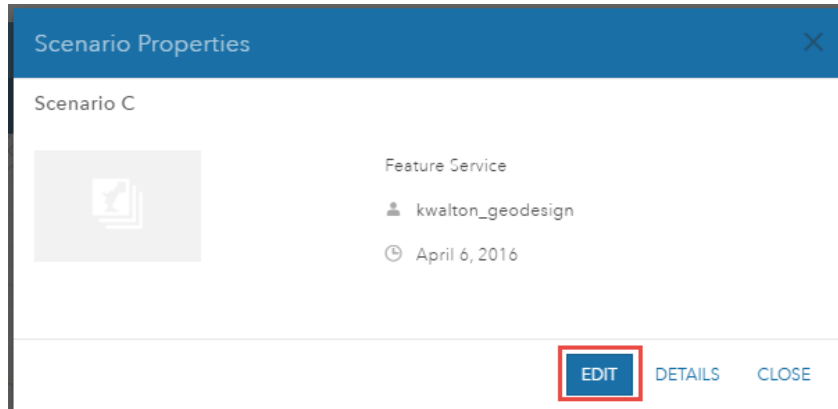 Scenario Properties
Scenario C
Feature Service
kwalton_geodesign
April 6, 2016
EDIT DETAILS CLOSE